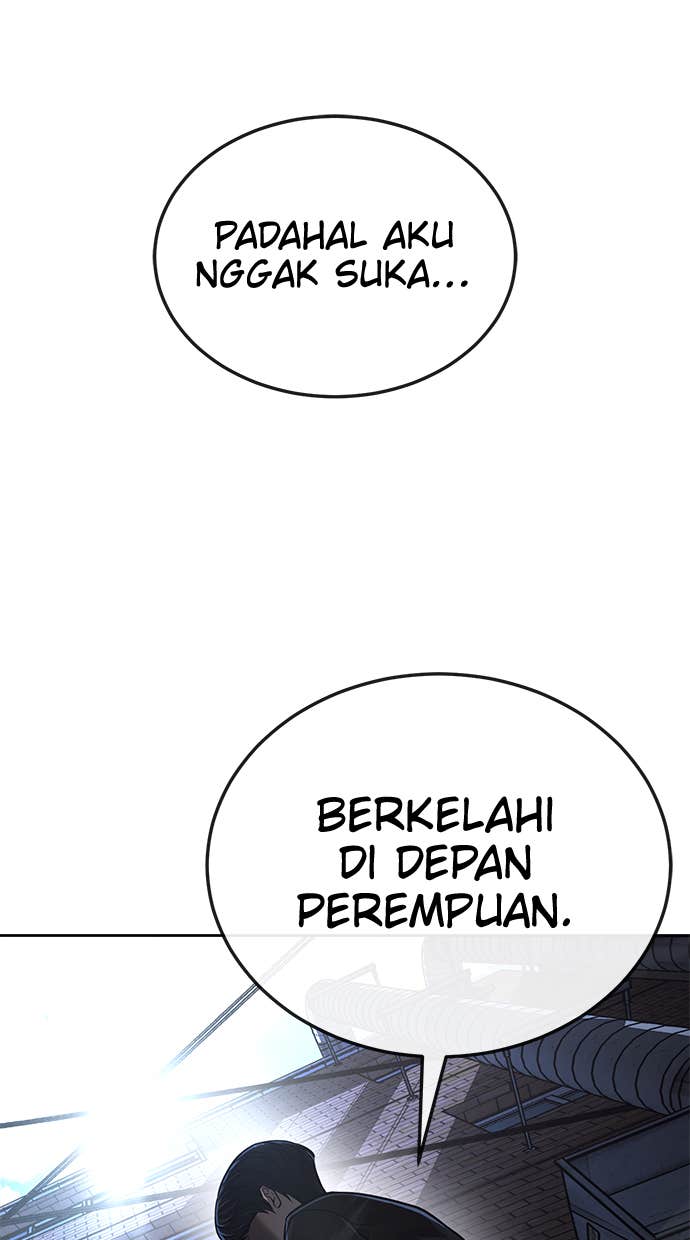 PADAHAL AKU
NGGAK SUKA...
BERKELAHI
DI DEPAN
PEREMPUAN.